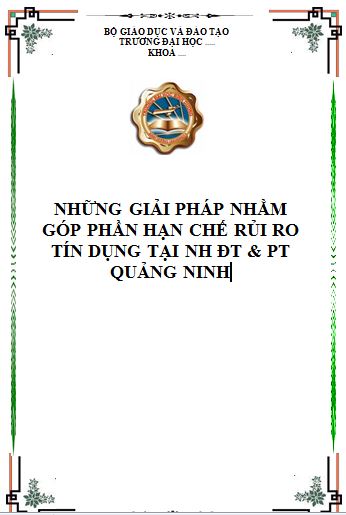 BỘ GIÁO DỤC VÀ ĐÀO TẠO
TRƯỜNG ĐẠI HỌC .....
KHOA ....
NHỮNG GIẢI PHÁP NHẰM
GÓP PHẦN HẠN CHẾ RỦI RO
TÍN DỤNG TẠI NH ĐT & PT
QUẢNG NINH